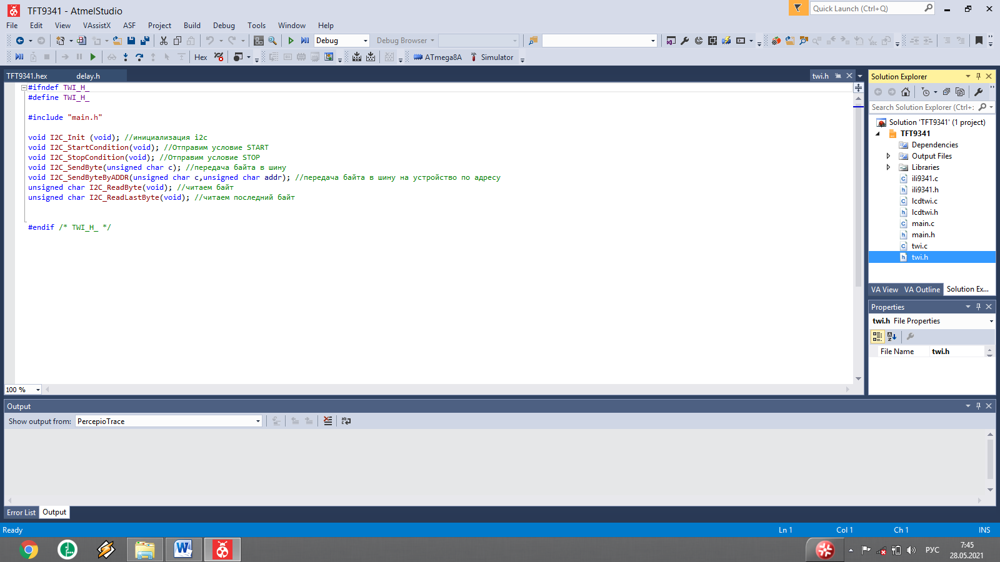 TFT9341 - AtmelStudio
Quick Launch (Ctrl+Q)
File Edit View VAssistX ASF Project Build Debug Tools Window Help
Debug Debug Browser
Hex ATmega8A Simulator
TFT9341.hex delay.h twi.h
#ifndef TWI_H_
#define TWI_H_
#include "main.h"
void I2C_Init (void); //инициализация i2c
void I2C_StartCondition(void); //Отправим условие START
void I2C_StopCondition(void); //Отправим условие STOP
void I2C_SendByte(unsigned char c); //передача байта в шину
void I2C_SendByteByADDR(unsigned char c,unsigned char addr); //передача байта в шину на устройство по адресу
unsigned char I2C_ReadByte(void); //читаем байт
unsigned char I2C_ReadLastByte(void); //читаем последний байт
#endif /* TWI_H_ */
100 %
Solution Explorer
Search Solution Explorer (Ctrl+;
Solution 'TFT9341' (1 project)
TFT9341
Dependencies
Output Files
Libraries
ili9341.c
ili9341.h
lcdtwi.c
lcdtwi.h
main.c
main.h
twi.c
twi.h
VA View VA Outline Solution Ex...
Properties
twi.h File Properties
File Name twi.h
Output
Show output from: PercepioTrace
Error List Output
Ready Ln 1 Col 1 Ch 1 INS
РУС
7:45
28.05.2021